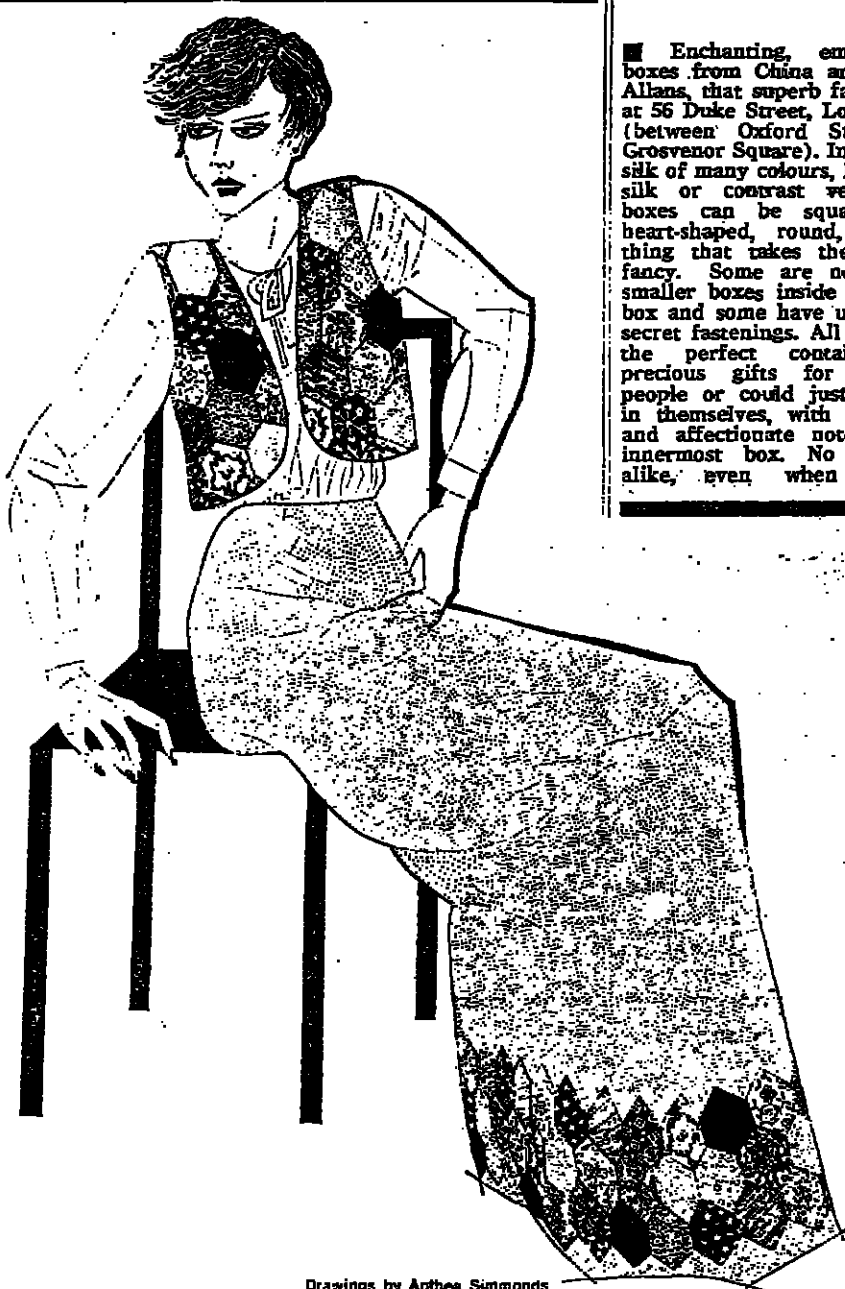 ■ Enchanting, em
boxes from China an
Allans, that superb fa
at 56 Duke Street, Lo
(between Oxford St
Grosvenor Square). In
silk of many colours,
silk or contrast ve
boxes can be squa
heart-shaped, round,
thing that takes the
fancy. Some are ne
smaller boxes inside
box and some have u
secret fastenings. All
the perfect contai
precious gifts for
people or could just
in themselves, with
and affectionate not
innermost box. No
alike, even when
Drawings by Anthea Simmonds